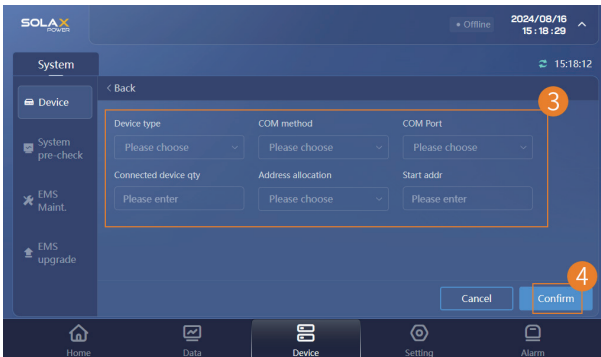 SOLAX
POWER
Offline
2024/08/16
15:18:29
System
15:18:12
Device
System
pre-check
EMS
Maint.
EMS
upgrade
< Back
3
Device type
COM method
COM Port
Please choose
Please choose
Please choose
Connected device qty
Address allocation
Start addr
Please enter
Please choose
Please enter
4
Cancel
Confirm
Home
Data
Device
Setting
Alarm